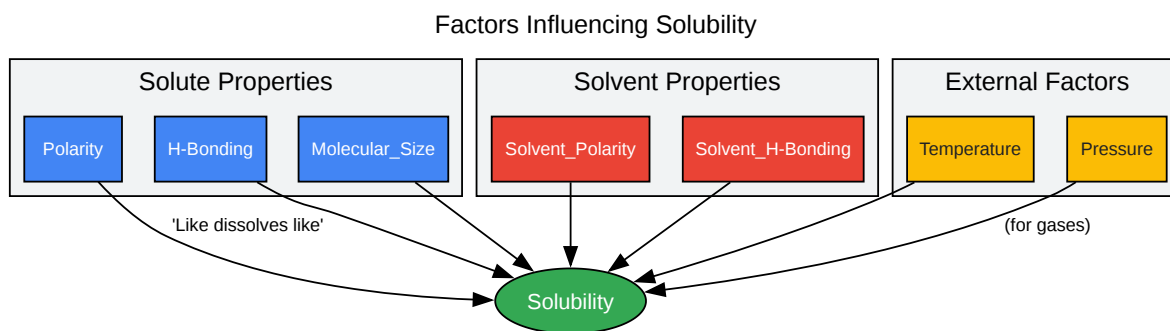 Factors Influencing Solubility
Solute Properties
Solvent Properties
External Factors
Polarity
H-Bonding
Molecular_Size
Solvent_Polarity
Solvent_H-Bonding
Temperature
Pressure
'Like dissolves like'
(for gases)
Solubility